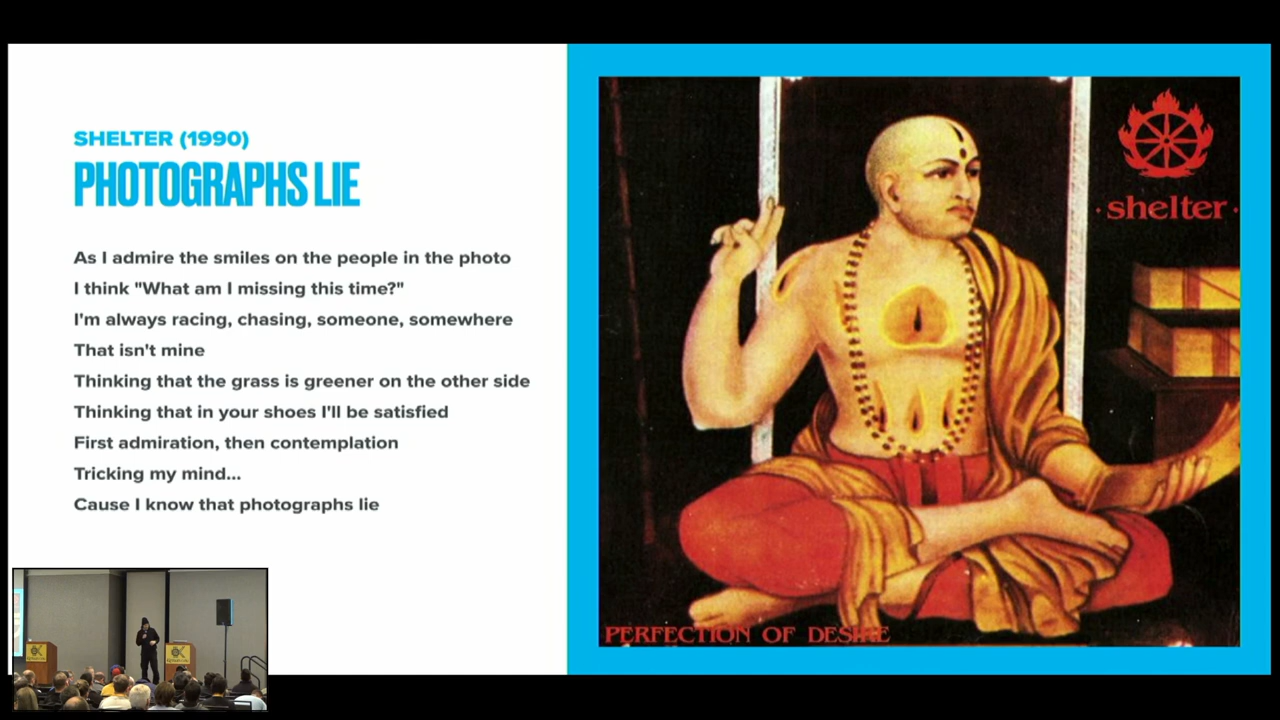 SHELTER (1990)
PHOTOGRAPHS LIE
As I admire the smiles on the people in the photo
I think "What am I missing this time?"
I'm always racing, chasing, someone, somewhere
That isn't mine
Thinking that the grass is greener on the other side
Thinking that in your shoes I'll be satisfied
First admiration, then contemplation
Tricking my mind...
Cause I know that photographs lie
· shelter ·
PERFECTION OF DESIRE